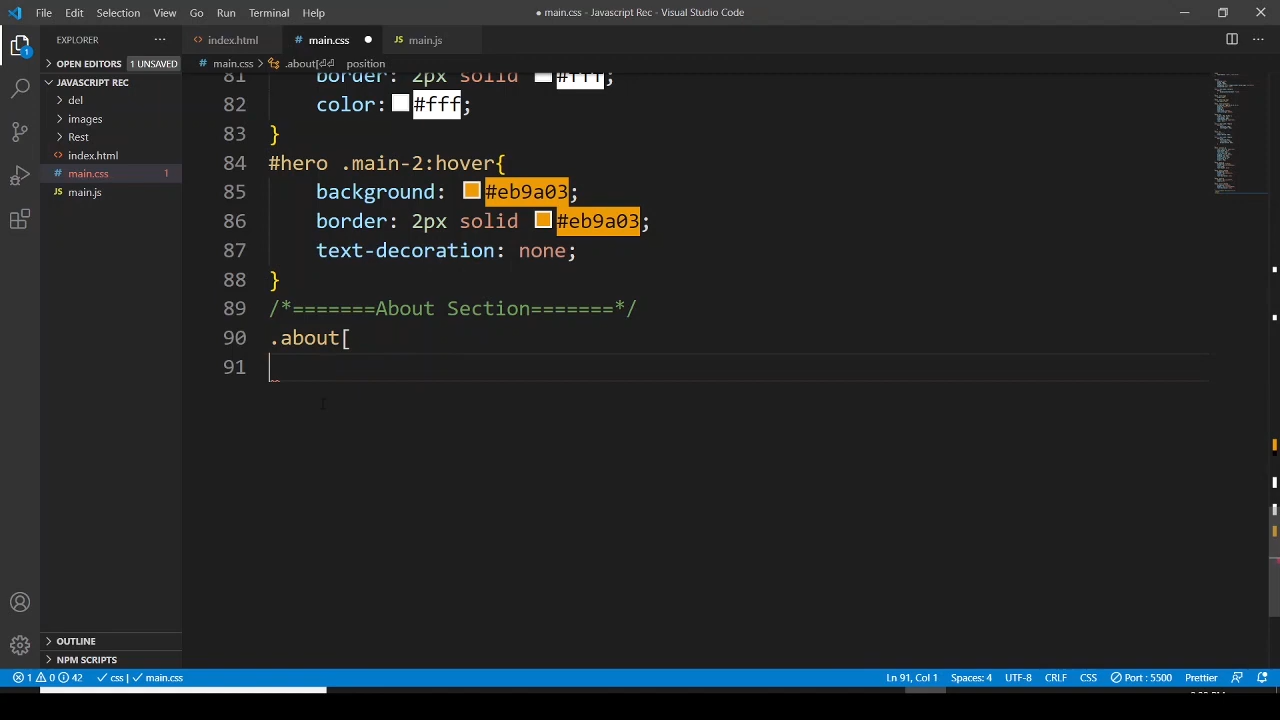 File Edit Selection View Go Run Terminal Help
● main.css - Javascript Rec - Visual Studio Code
EXPLORER
index.html main.css main.js
OPEN EDITORS 1 UNSAVED
main.css > .about[⏎ position
JAVASCRIPT REC
del
images
Rest
index.html
main.css 1
main.js
81 border: 2px solid #fff;
82 color: #fff;
83 }
84 #hero .main-2:hover{
85 background: #eb9a03;
86 border: 2px solid #eb9a03;
87 text-decoration: none;
88 }
89 /*=======About Section=======*/
90 .about[
91
OUTLINE
NPM SCRIPTS
1 0 42 css | main.css Ln 91, Col 1 Spaces: 4 UTF-8 CRLF CSS Port : 5500 Prettier